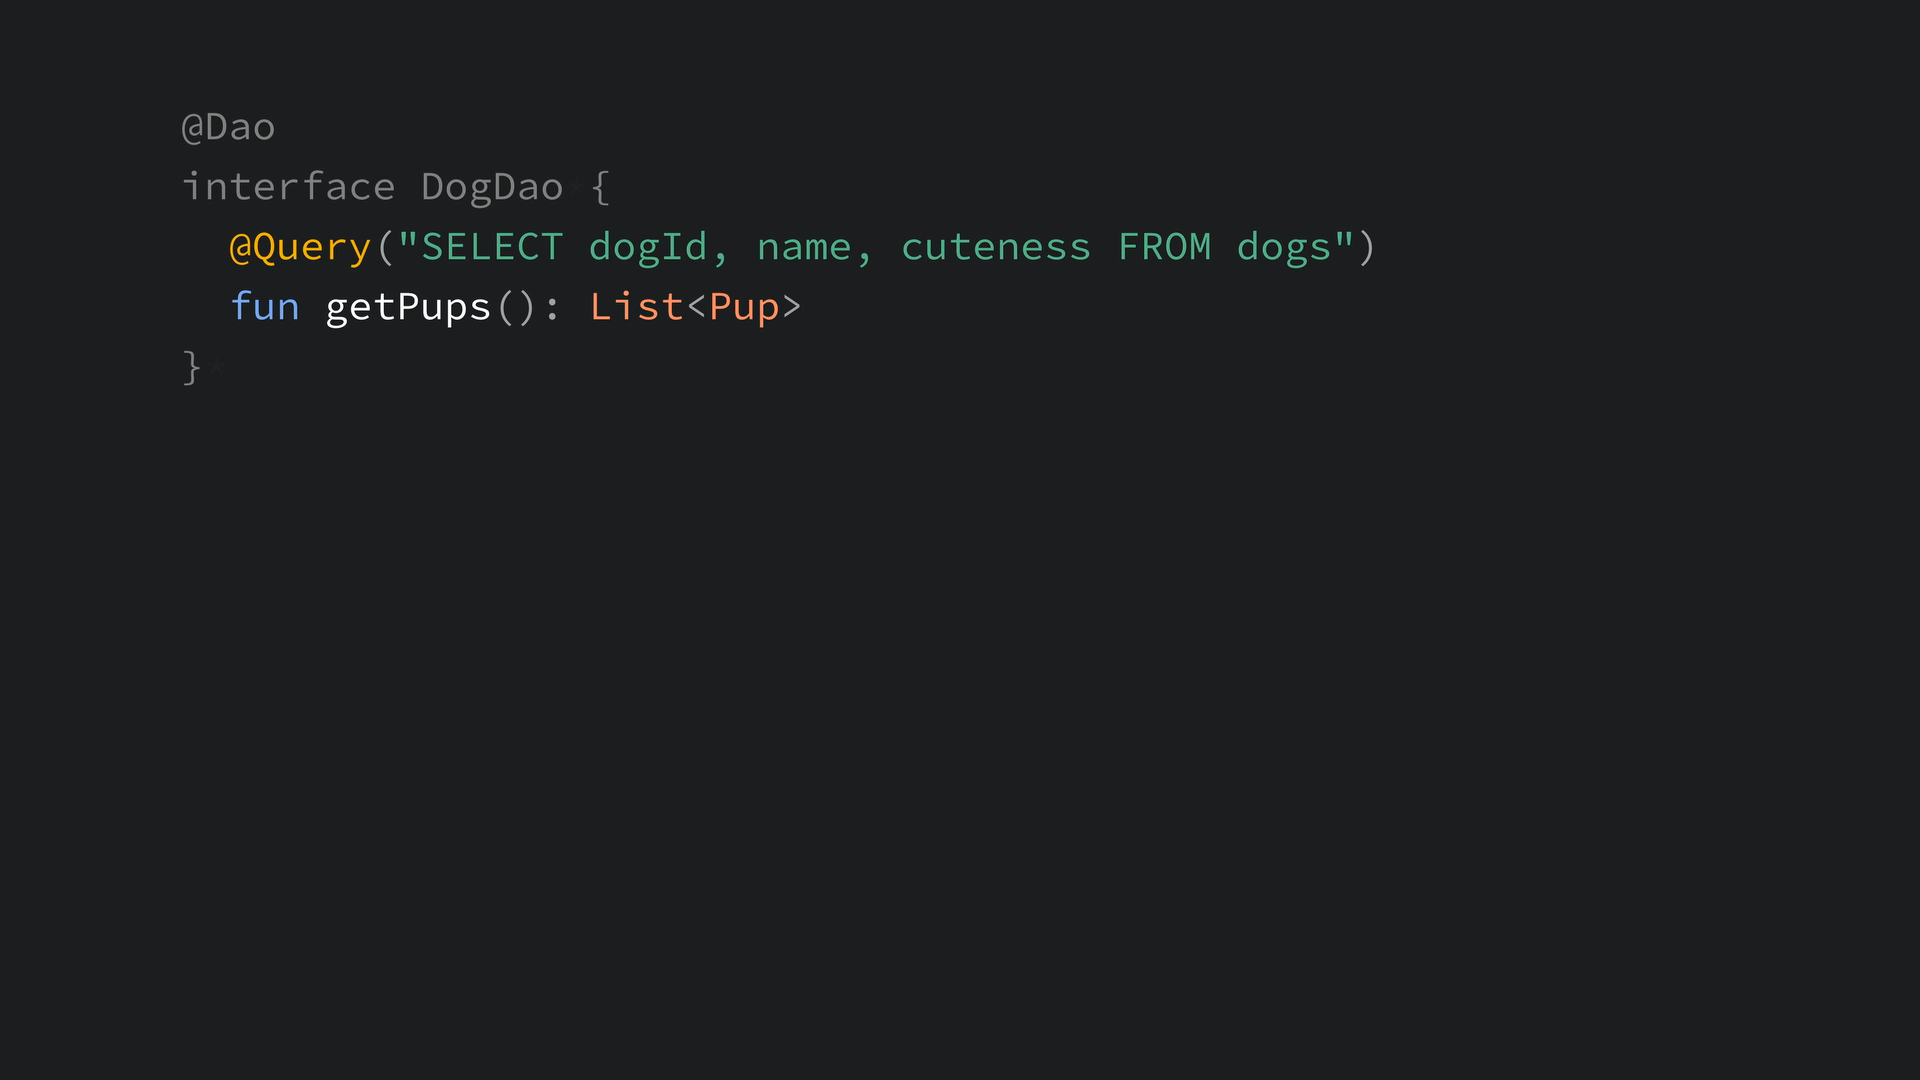 @Dao
interface DogDao {
  @Query("SELECT dogId, name, cuteness FROM dogs")
  fun getPups(): List<Pup>
}